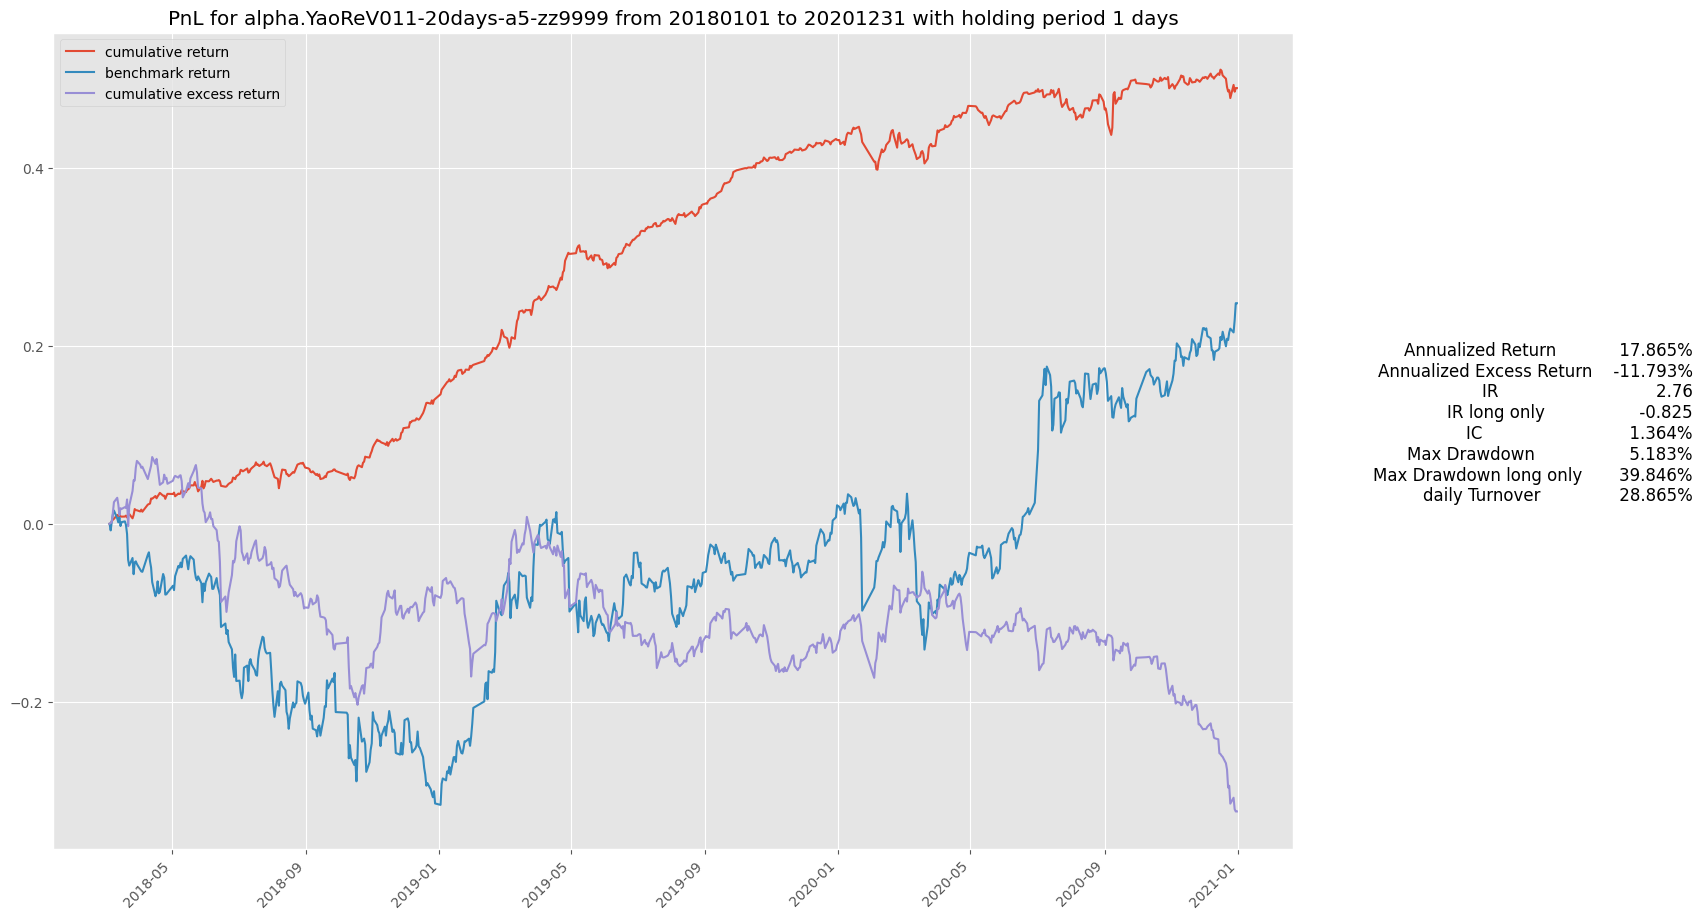 PnL for alpha.YaoReV011-20days-a5-zz9999 from 20180101 to 20201231 with holding period 1 days
cumulative return
benchmark return
cumulative excess return
0.4
0.2
0.0
−0.2
Annualized Return 17.865%
Annualized Excess Return -11.793%
IR 2.76
IR long only -0.825
IC 1.364%
Max Drawdown 5.183%
Max Drawdown long only 39.846%
daily Turnover 28.865%
2018-05
2018-09
2019-01
2019-05
2019-09
2020-01
2020-05
2020-09
2021-01